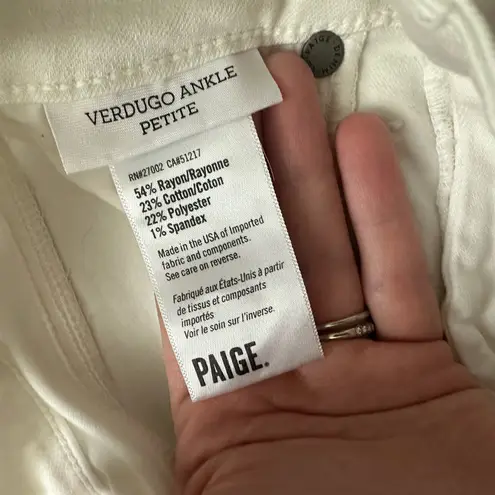 PAIGE
VERDUGO ANKLE
PETITE
RN#27002 CA#51217
54% Rayon/Rayonne
23% Cotton/Coton
22% Polyester
1% Spandex
Made in the USA of Imported
fabric and components.
See care on reverse.
Fabriqué aux États-Unis à partir
de tissus et composants
importés
Voir le soin sur l'inverse.
PAIGE.